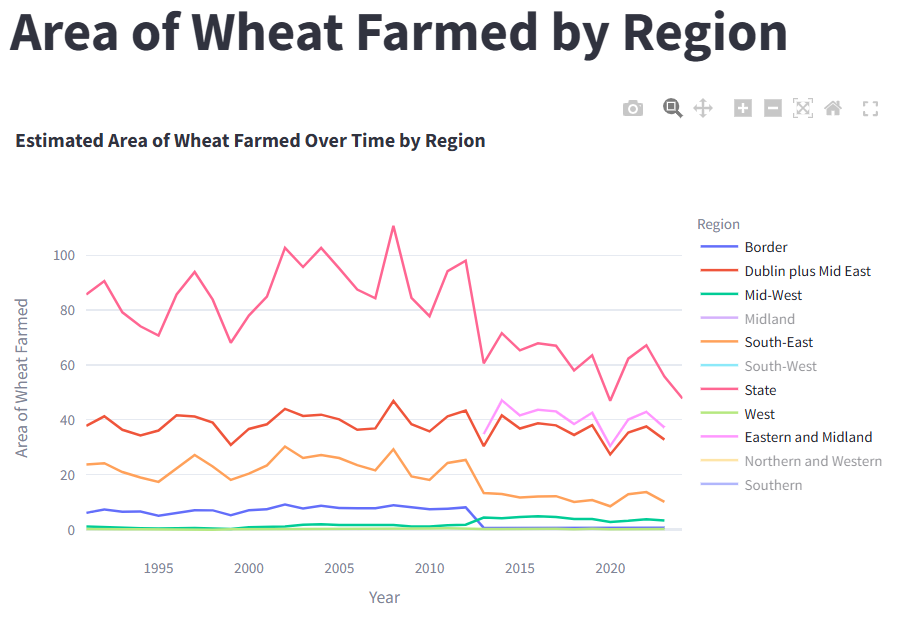 Area of Wheat Farmed by Region
Estimated Area of Wheat Farmed Over Time by Region
Region
Border
Dublin plus Mid East
Mid-West
Midland
South-East
South-West
State
West
Eastern and Midland
Northern and Western
Southern
Area of Wheat Farmed
100
80
60
40
20
0
1995 2000 2005 2010 2015 2020
Year